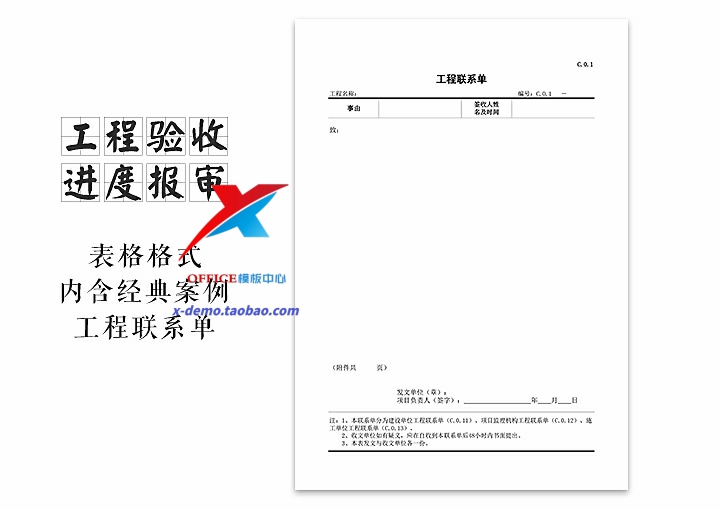 工程验收
进度报审
表格格式
内含经典案例
工程联系单
OFFICE模板中心
x-demo.taobao.com
C.0.1
工程联系单
工程名称：
编号：C.0.1 —
事由
签收人姓
名及时间
致：
（附件共 页）
发文单位（章）：
项目负责人（签字）：____________年___月___日
注：1、本联系单分为建设单位工程联系单（C.0.11）、项目监理机构工程联系单（C.0.12）、施
工单位工程联系单（C.0.13）。
2、收文单位如有疑义，应在自收到本联系单后48小时内书面提出。
3、本表发文与收文单位各一份。